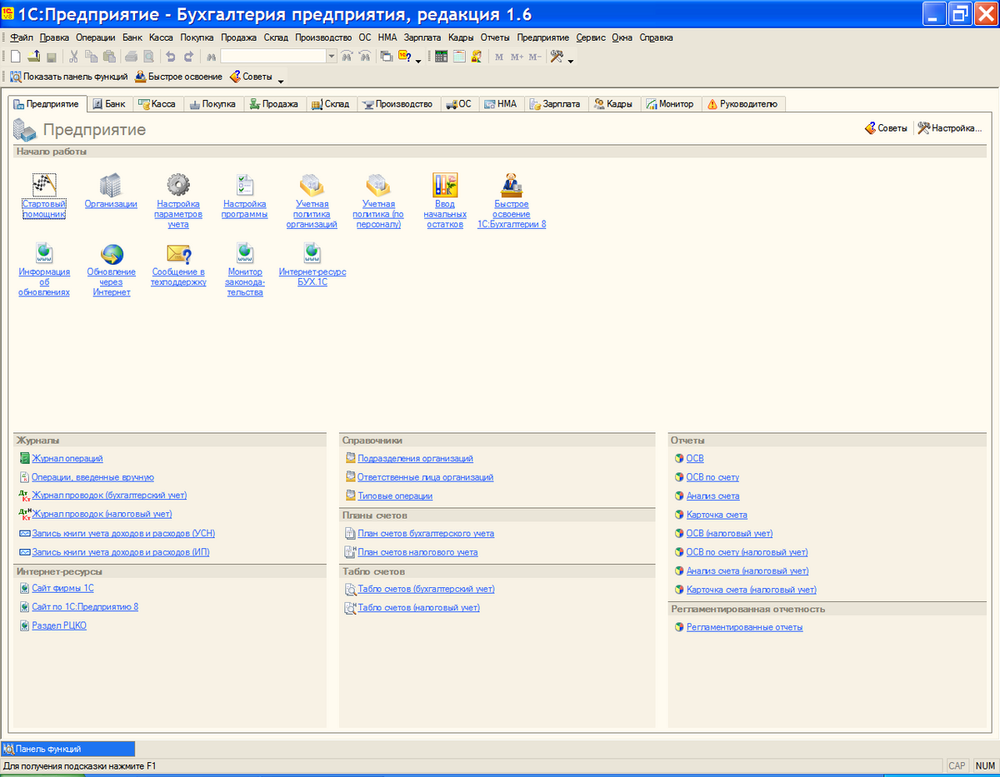 1С:Предприятие - Бухгалтерия предприятия, редакция 1.6
Файл Правка Операции Банк Касса Покупка Продажа Склад Производство ОС НМА Зарплата Кадры Отчеты Предприятие Сервис Окна Справка
M M+ M-
Показать панель функций Быстрое освоение Советы
Предприятие Банк Касса Покупка Продажа Склад Производство ОС НМА Зарплата Кадры Монитор Руководителю
Предприятие
Советы Настройка...
Начало работы
Стартовый
помощник
Организации
Настройка
параметров
учета
Настройка
программы
Учетная
политика
организаций
Учетная
политика (по
персоналу)
Ввод
начальных
остатков
Быстрое
освоение
1С:Бухгалтерии 8
Информация
об
обновлениях
Обновление
через
Интернет
Сообщение в
техподдержку
Монитор
законода-
тельства
Интернет-ресурс
БУХ.1С
Журналы
Журнал операций
Операции, введенные вручную
Журнал проводок (бухгалтерский учет)
Журнал проводок (налоговый учет)
Запись книги учета доходов и расходов (УСН)
Запись книги учета доходов и расходов (ИП)
Интернет-ресурсы
Сайт фирмы 1С
Сайт по 1С:Предприятию 8
Раздел РЦКО
Справочники
Подразделения организаций
Ответственные лица организаций
Типовые операции
Планы счетов
План счетов бухгалтерского учета
План счетов налогового учета
Табло счетов
Табло счетов (бухгалтерский учет)
Табло счетов (налоговый учет)
Отчеты
ОСВ
ОСВ по счету
Анализ счета
Карточка счета
ОСВ (налоговый учет)
ОСВ по счету (налоговый учет)
Анализ счета (налоговый учет)
Карточка счета (налоговый учет)
Регламентированная отчетность
Регламентированные отчеты
Панель функций
Для получения подсказки нажмите F1
CAP NUM